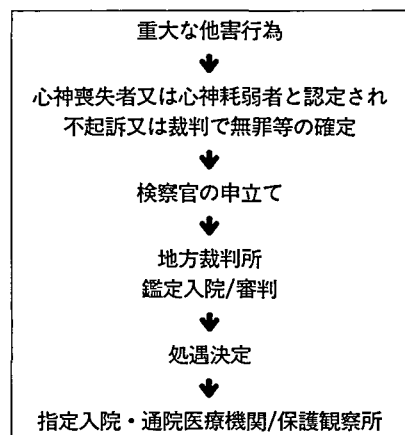 重大な他害行為
心神喪失者又は心神耗弱者と認定され
不起訴又は裁判で無罪等の確定
検察官の申立て
地方裁判所
鑑定入院/審判
処遇決定
指定入院・通院医療機関/保護観察所